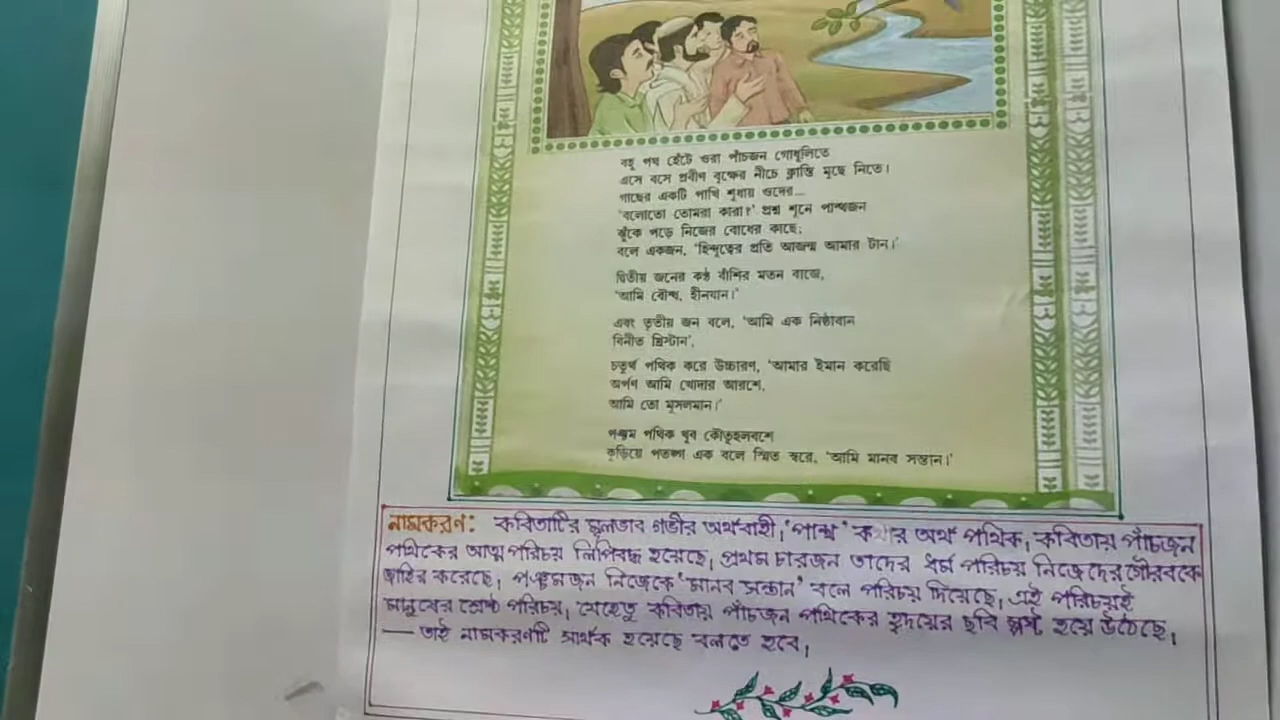 বহু পথ হেঁটে ওরা পাঁচজন গোধূলিতে
এসে বসে প্রবীণ বৃক্ষের নীচে ক্লান্তি মুছে নিতে।
গাছের একটি পাখি শুধায় ওদের...
'বলোতো তোমরা কারা?' প্রশ্ন শুনে পান্থজন
ঝুঁকে পড়ে নিজের বোধের কাছে;
বলে একজন, 'হিন্দুত্বের প্রতি আজন্ম আমার টান।'
দ্বিতীয় জনের কণ্ঠ বাঁশির মতন বাজে,
'আমি বৌদ্ধ, হীনযান।'
এবং তৃতীয় জন বলে, 'আমি এক নিষ্ঠাবান
বিনীত খ্রিস্টান',
চতুর্থ পথিক করে উচ্চারণ, 'আমার ইমান করেছি
অর্পণ আমি খোদার আরশে,
আমি তো মুসলমান।'
পঞ্চম পথিক খুব কৌতূহলবশে
কুড়িয়ে পতঙ্গ এক বলে স্মিত স্বরে, 'আমি মানব সন্তান।'
নামকরণ: কবিতাটির মূলভাব গভীর অর্থবাহী। 'পান্থ' কথার অর্থ পথিক। কবিতায় পাঁচজন
পথিকের আত্মপরিচয় লিপিবদ্ধ হয়েছে। প্রথম চারজন তাদের ধর্ম পরিচয় নিজেদের গৌরবকে
জাহির করেছে। পঞ্চমজন নিজেকে 'মানব সন্তান' বলে পরিচয় দিয়েছে। এই পরিচয়ই
মানুষের শ্রেষ্ঠ পরিচয়। যেহেতু কবিতায় পাঁচজন পথিকের হৃদয়ের ছবি স্পষ্ট হয়ে উঠেছে।
— তাই নামকরণটি সার্থক হয়েছে বলতে হবে।